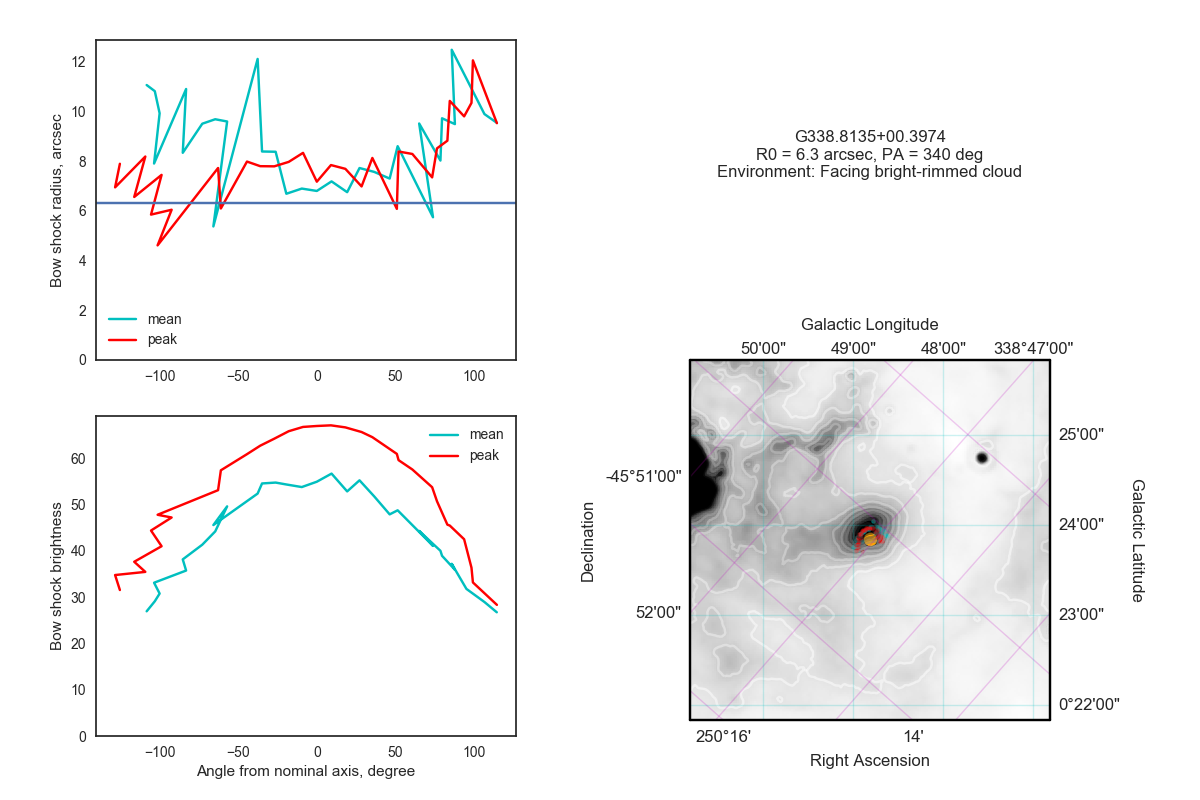 12
10
8
6
4
2
0
Bow shock radius, arcsec
mean
peak
−100
−50
0
50
100
60
50
40
30
20
10
0
Bow shock brightness
mean
peak
−100
−50
0
50
100
Angle from nominal axis, degree
G338.8135+00.3974
R0 = 6.3 arcsec, PA = 340 deg
Environment: Facing bright-rimmed cloud
Galactic Longitude
50'00"
49'00"
48'00"
338°47'00"
-45°51'00"
52'00"
Declination
25'00"
24'00"
23'00"
0°22'00"
Galactic Latitude
250°16'
14'
Right Ascension